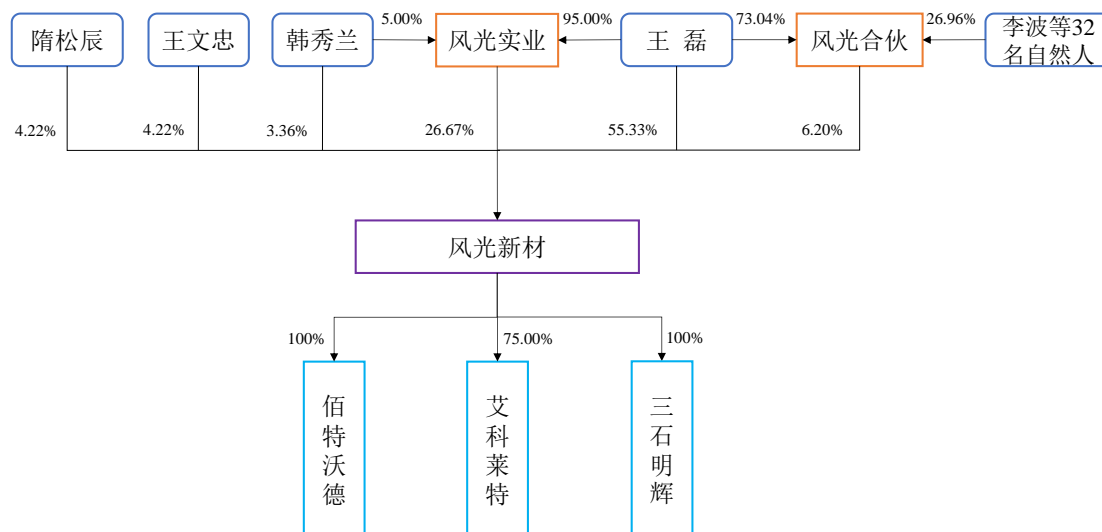 5.00%
95.00%
73.04%
26.96%
隋松辰
王文忠
韩秀兰
风光实业
王 磊
风光合伙
李波等32
名自然人
4.22%
4.22%
3.36%
26.67%
55.33%
6.20%
风光新材
100%
75.00%
100%
佰特沃德
艾科莱特
三石明辉